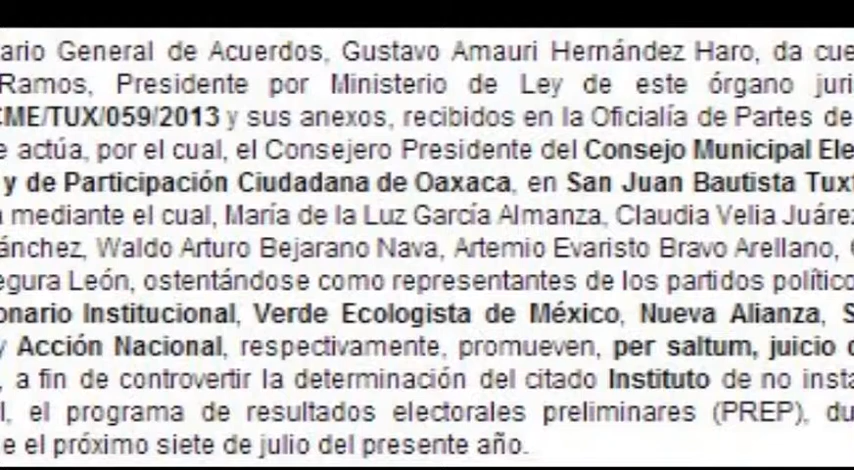 ario General de Acuerdos, Gustavo Amauri Hernández Haro, da cue
Ramos, Presidente por Ministerio de Ley de este órgano juri
CME/TUX/059/2013 y sus anexos, recibidos en la Oficialía de Partes de
e actúa, por el cual, el Consejero Presidente del Consejo Municipal Ele
y de Participación Ciudadana de Oaxaca, en San Juan Bautista Tuxt
mediante el cual, María de la Luz García Almanza, Claudia Velia Juárez
ánchez, Waldo Arturo Bejarano Nava, Artemio Evaristo Bravo Arellano,
egura León, ostentándose como representantes de los partidos político
onario Institucional, Verde Ecologista de México, Nueva Alianza, S
y Acción Nacional, respectivamente, promueven, per saltum, juicio
, a fin de controvertir la determinación del citado Instituto de no insta
l, el programa de resultados electorales preliminares (PREP), du
e el próximo siete de julio del presente año.